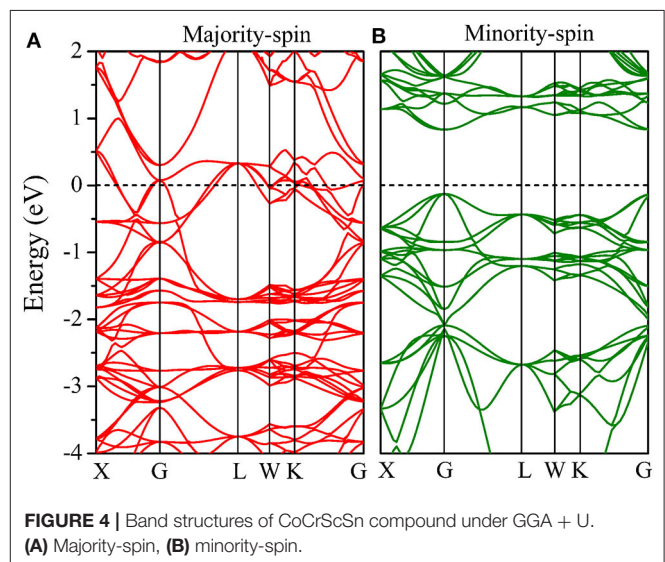 A
Majority-spin
B
Minority-spin
Energy (eV)
2
1
0
-1
-2
-3
-4
X G L W K G
X G L W K G
FIGURE 4 | Band structures of CoCrScSn compound under GGA + U.
(A) Majority-spin, (B) minority-spin.